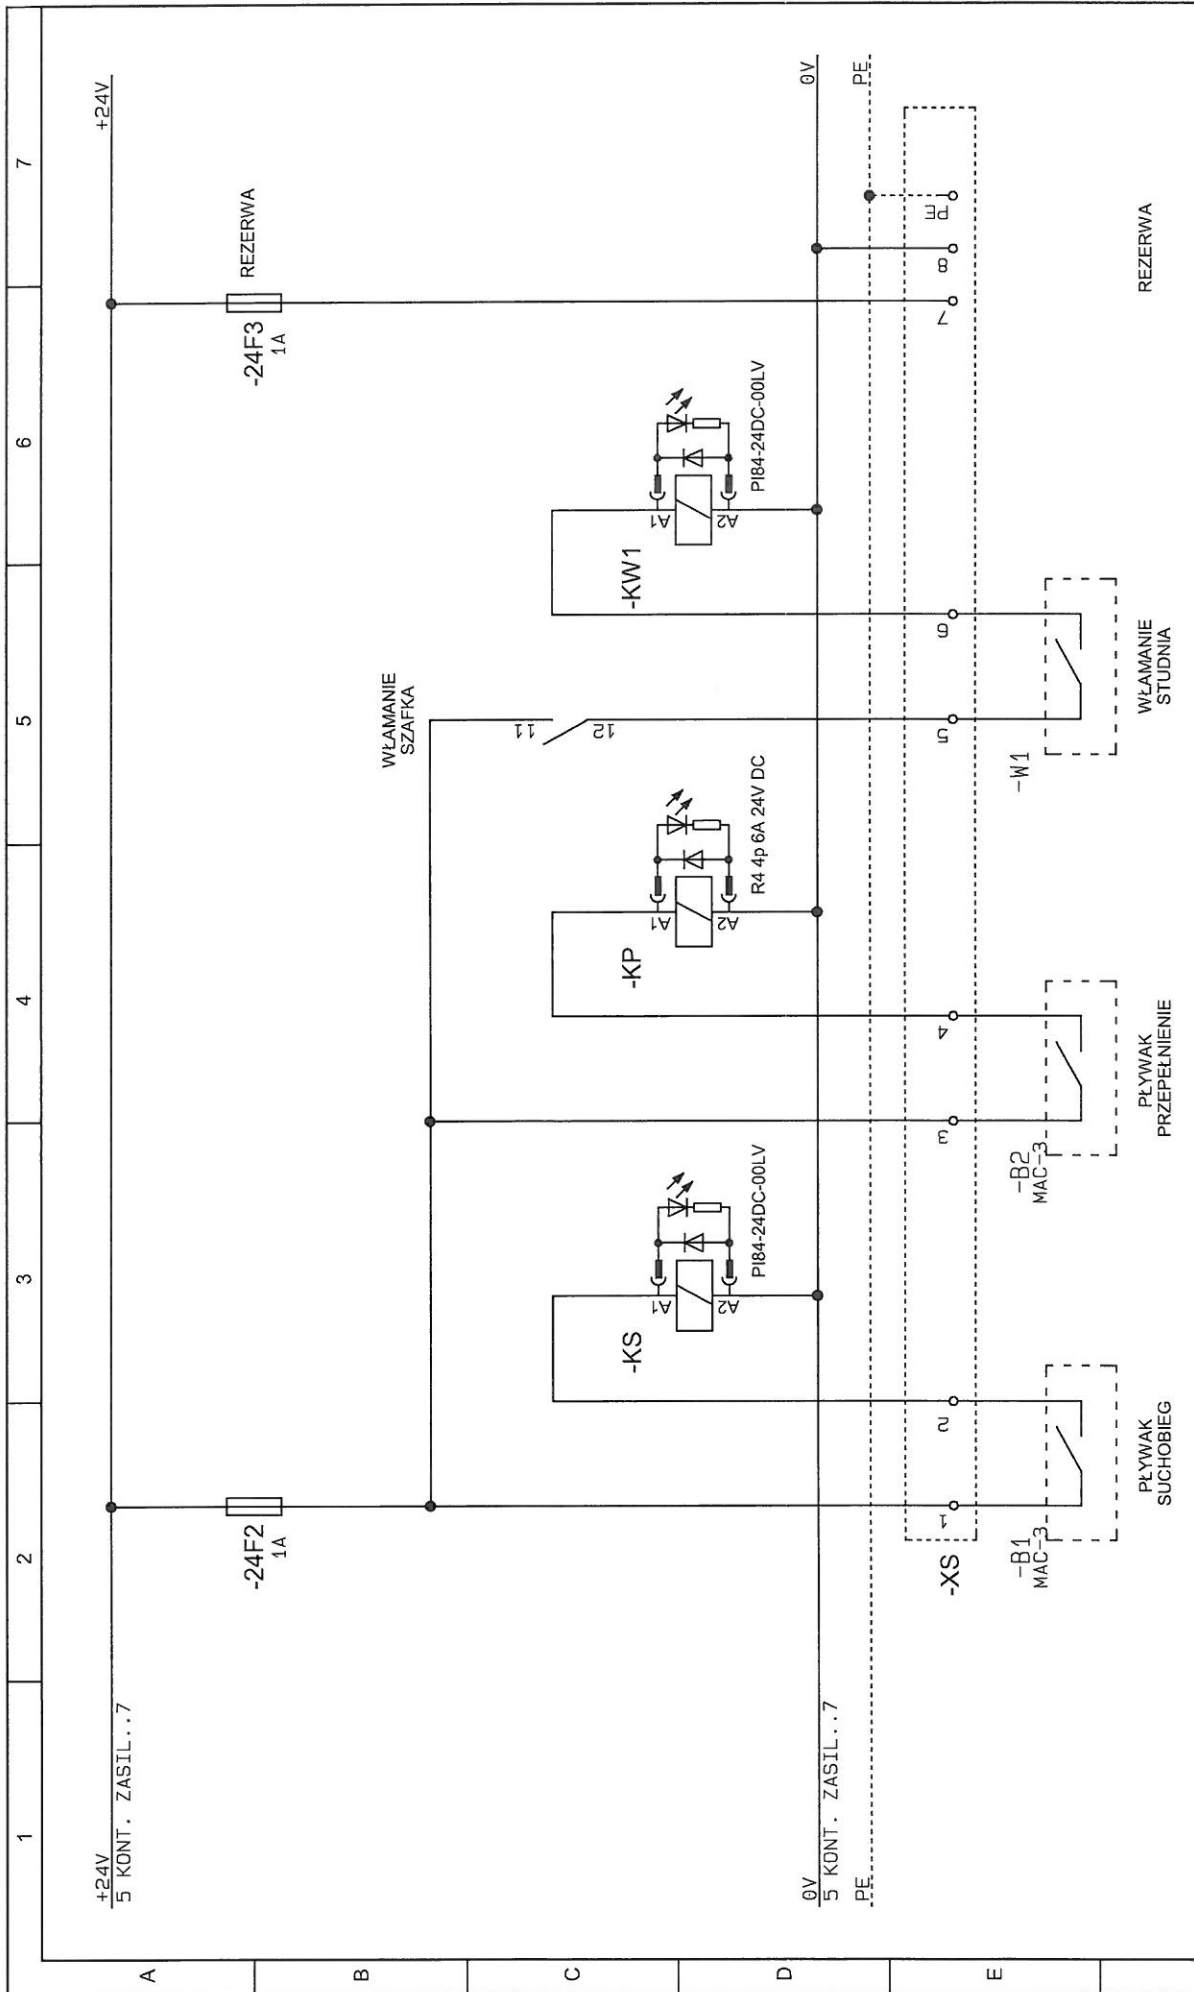 1
2
3
4
5
6
7
A
B
C
D
E
+24V
5 KONT. ZASIL..7
+24V
-24F2
1A
-24F3
1A
REZERWA
WŁAMANIE
SZAFKA
11
12
-KS
A1
A2
PI84-24DC-00LV
-KP
A1
A2
R4 4p 6A 24V DC
-KW1
A1
A2
PI84-24DC-00LV
0V
5 KONT. ZASIL..7
0V
PE
PE
-XS
1
2
3
4
5
6
7
8
PE
-B1
MAC-3
-B2
MAC-3
-W1
PŁYWAK
SUCHOBIEG
PŁYWAK
PRZEPEŁNIENIE
WŁAMANIE
STUDNIA
REZERWA